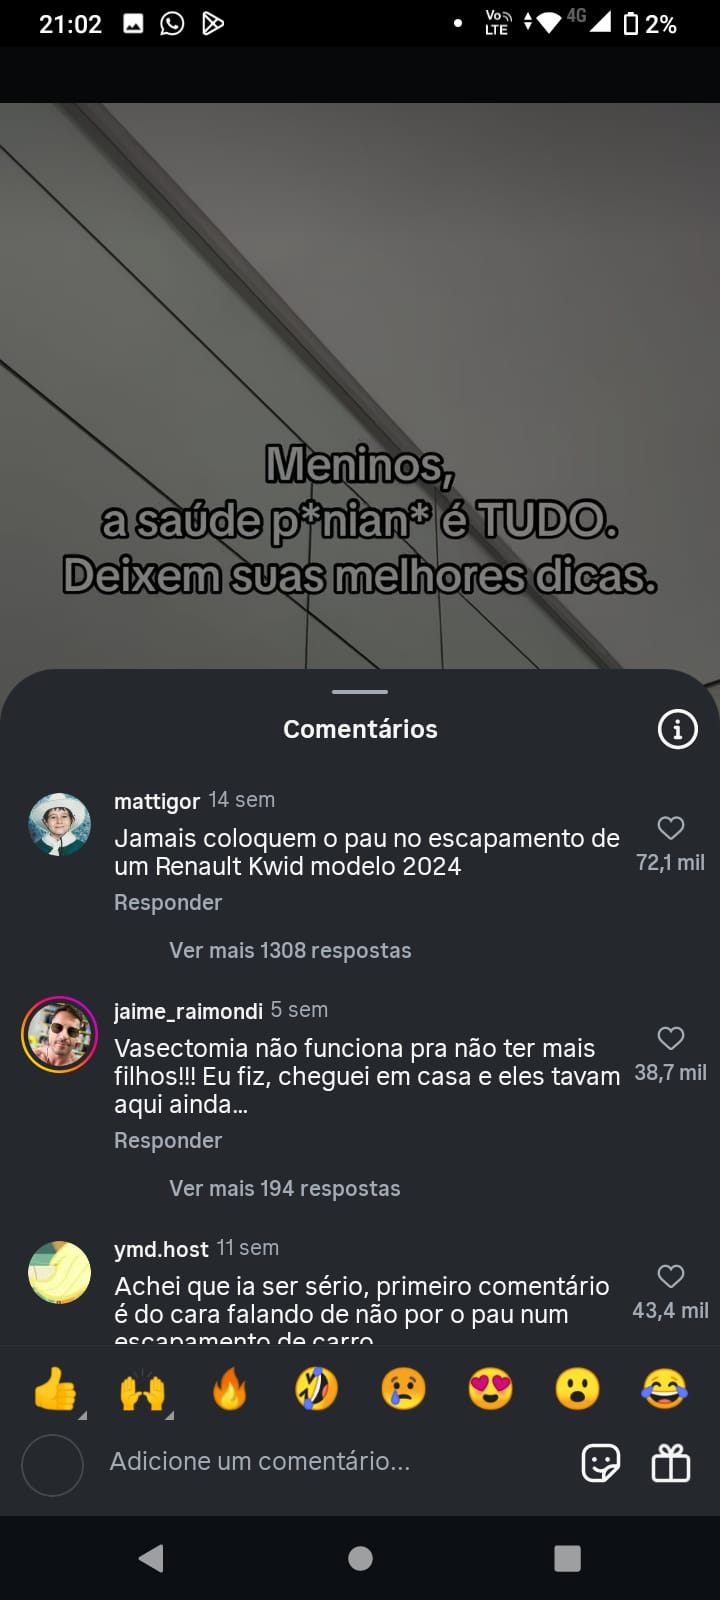 21:02
Vo LTE
4G
2%
Meninos,
a saúde p*nian* é TUDO.
Deixem suas melhores dicas.
Comentários
mattigor 14 sem
Jamais coloquem o pau no escapamento de
um Renault Kwid modelo 2024
72,1 mil
Responder
Ver mais 1308 respostas
jaime_raimondi 5 sem
Vasectomia não funciona pra não ter mais
filhos!!! Eu fiz, cheguei em casa e eles tavam
aqui ainda...
38,7 mil
Responder
Ver mais 194 respostas
ymd.host 11 sem
Achei que ia ser sério, primeiro comentário
é do cara falando de não por o pau num
escapamento de carro
43,4 mil
Adicione um comentário...